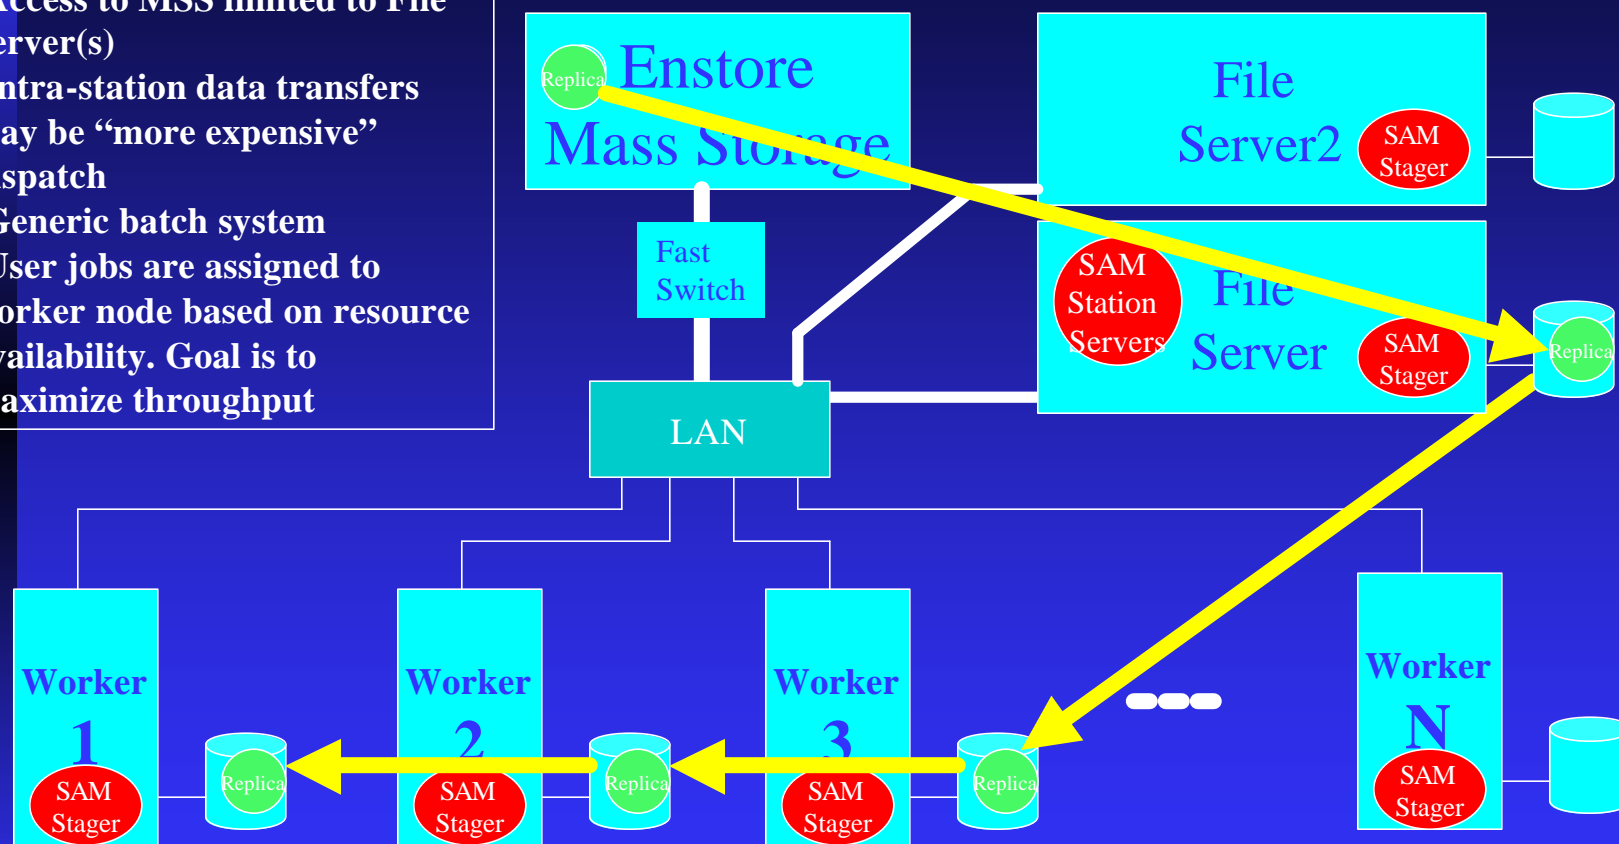 Access to MSS limited to File
erver(s)
ntra-station data transfers
ay be “more expensive”
spatch
Generic batch system
User jobs are assigned to
orker node based on resource
vailability. Goal is to
aximize throughput
Replica
Enstore
Mass Storage
File
Server2
SAM
Stager
Fast
Switch
SAM
Station
Servers
File
Server
SAM
Stager
Replica
LAN
Worker
1
SAM
Stager
Replica
Worker
2
SAM
Stager
Replica
Worker
3
SAM
Stager
Replica
Worker
N
SAM
Stager